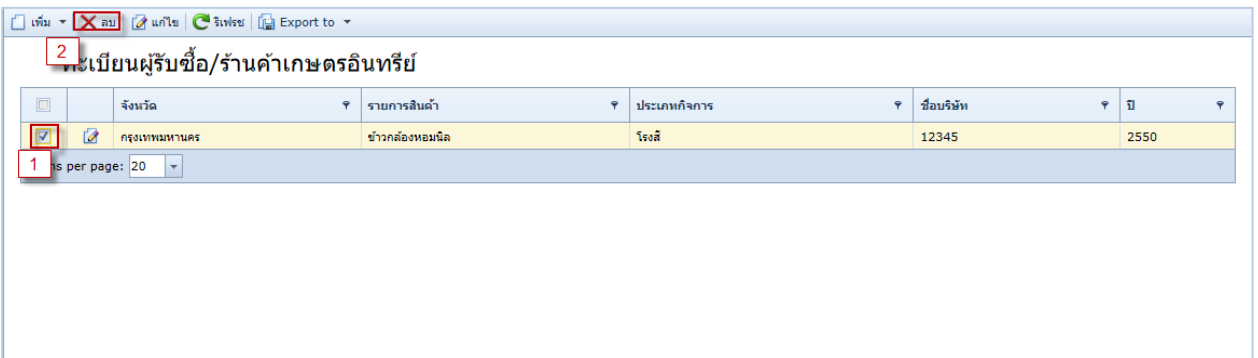 เพิ่ม ลบ แก้ไข รีเฟรช Export to
2
ทะเบียนผู้รับซื้อ/ร้านค้าเกษตรอินทรีย์
จังหวัด รายการสินค้า ประเภทกิจการ ชื่อบริษัท ปี
กรุงเทพมหานคร ข้าวกล้องหอมนิล โรงสี 12345 2550
1 ms per page: 20